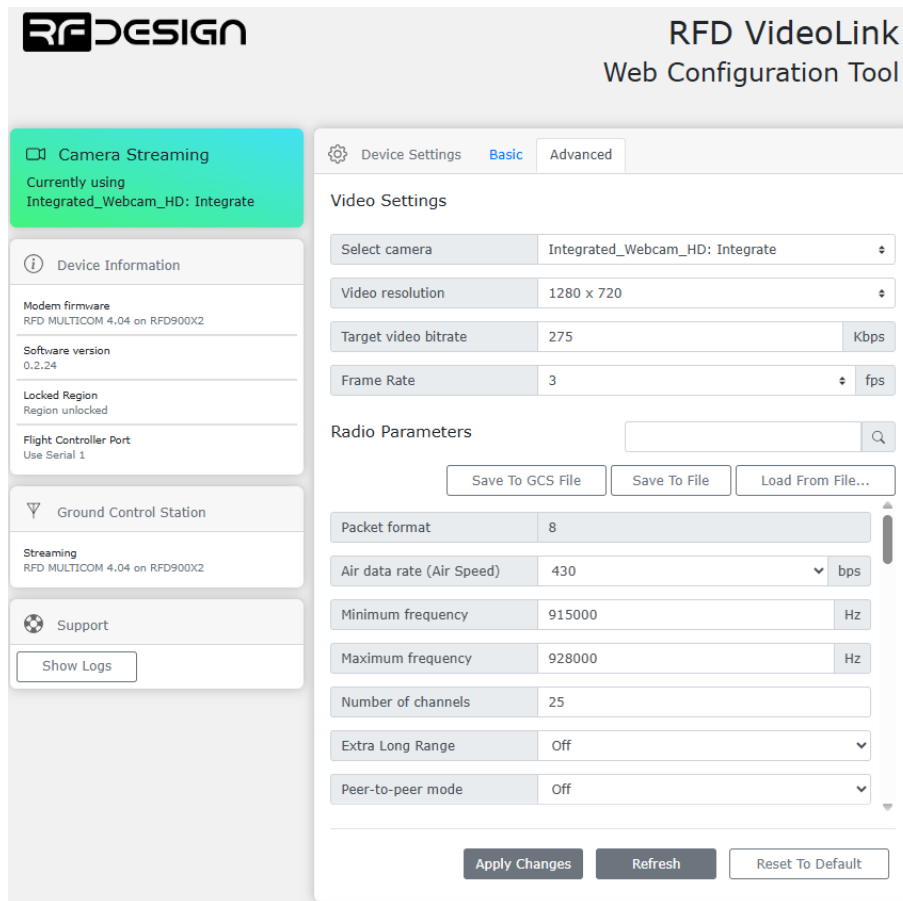 RFDESIGN
RFD VideoLink
Web Configuration Tool
Camera Streaming
Currently using
Integrated_Webcam_HD: Integrate
Device Information
Modem firmware
RFD MULTICOM 4.04 on RFD900X2
Software version
0.2.24
Locked Region
Region unlocked
Flight Controller Port
Use Serial 1
Ground Control Station
Streaming
RFD MULTICOM 4.04 on RFD900X2
Support
Show Logs
Device Settings Basic Advanced
Video Settings
Select camera Integrated_Webcam_HD: Integrate
Video resolution 1280 x 720
Target video bitrate 275 Kbps
Frame Rate 3 fps
Radio Parameters
Save To GCS File Save To File Load From File...
Packet format 8
Air data rate (Air Speed) 430 bps
Minimum frequency 915000 Hz
Maximum frequency 928000 Hz
Number of channels 25
Extra Long Range Off
Peer-to-peer mode Off
Apply Changes Refresh Reset To Default